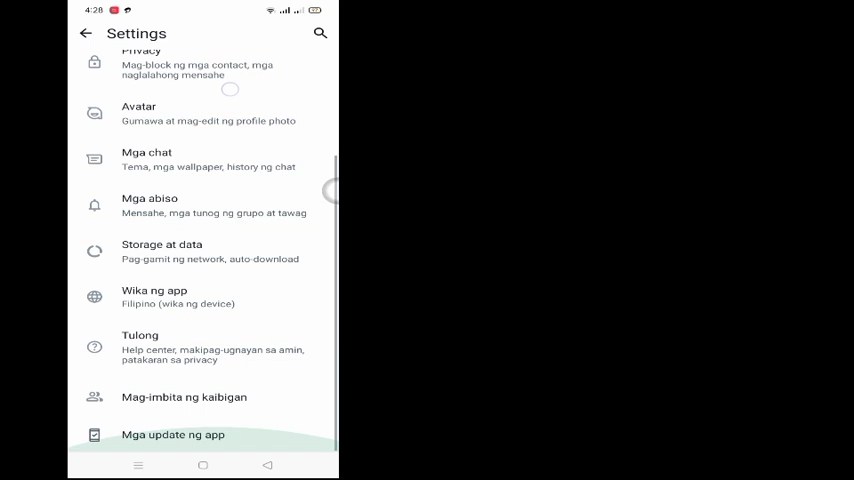 4:28
Settings
Privacy
Mag-block ng mga contact, mga
naglalahong mensahe
Avatar
Gumawa at mag-edit ng profile photo
Mga chat
Tema, mga wallpaper, history ng chat
Mga abiso
Mensahe, mga tunog ng grupo at tawag
Storage at data
Pag-gamit ng network, auto-download
Wika ng app
Filipino (wika ng device)
Tulong
Help center, makipag-ugnayan sa amin,
patakaran sa privacy
Mag-imbita ng kaibigan
Mga update ng app